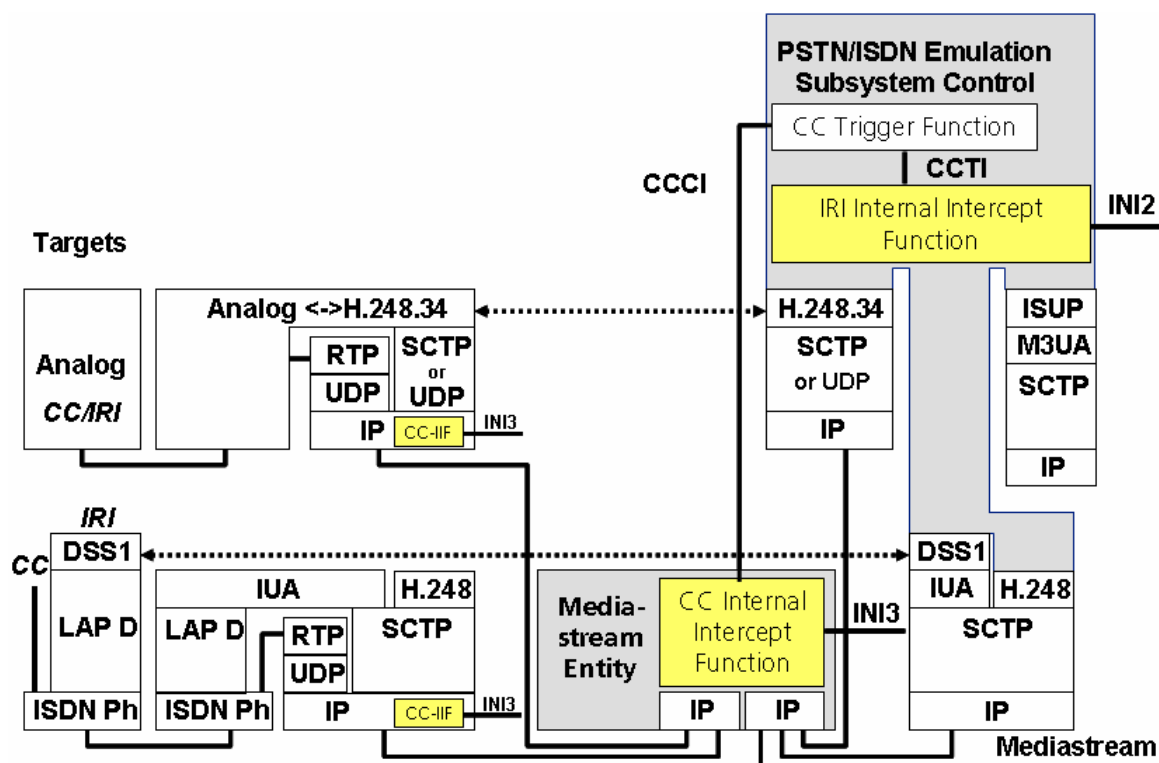 PSTN/ISDN Emulation
Subsystem Control
CC Trigger Function
CCCI
CCTI
IRI Internal Intercept
Function
INI2
Targets
Analog <->H.248.34
H.248.34
ISUP
Analog
CC/IRI
RTP
UDP
SCTP
or
UDP
SCTP
or UDP
M3UA
SCTP
IP
CC-IIF
INI3
IP
IP
IRI
CC
DSS1
DSS1
LAP D
IUA
LAP D
H.248
RTP
UDP
SCTP
Media-
stream
Entity
CC Internal
Intercept
Function
INI3
IUA
H.248
SCTP
ISDN Ph
ISDN Ph
IP
CC-IIF
INI3
IP
IP
IP
Mediastream